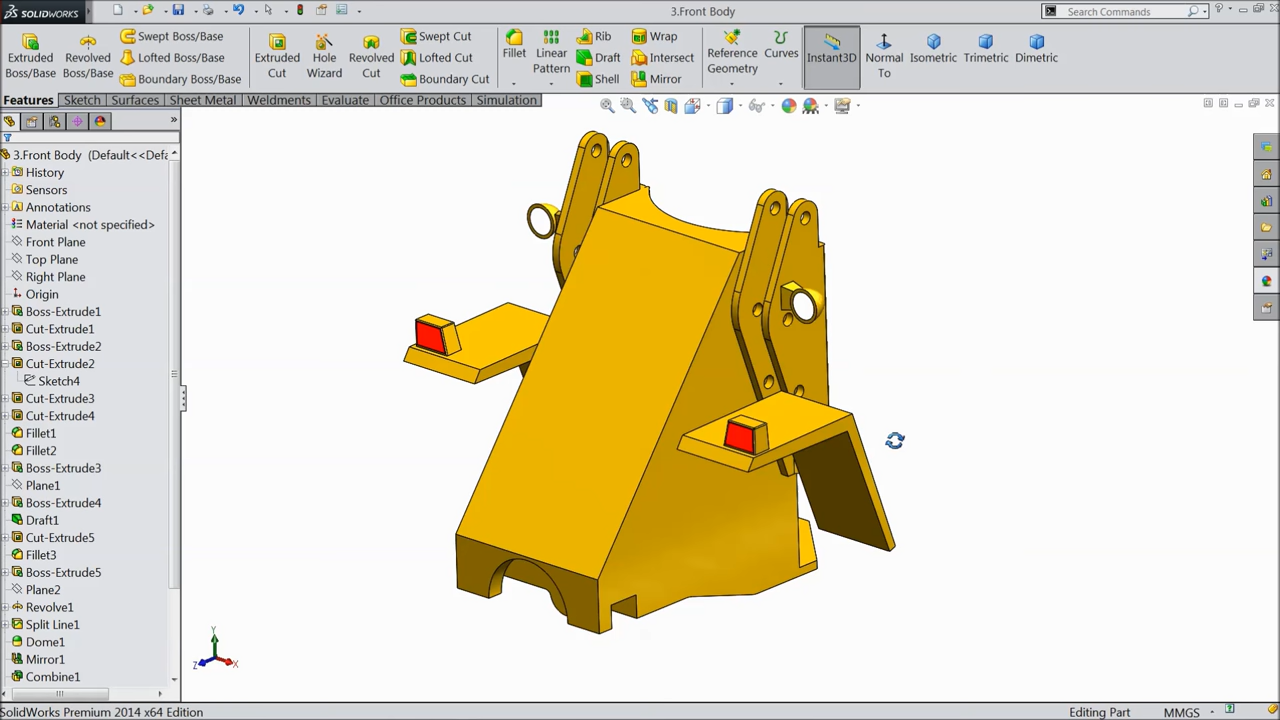 SOLIDWORKS
3.Front Body
Search Commands
Extruded Boss/Base
Revolved Boss/Base
Swept Boss/Base
Lofted Boss/Base
Boundary Boss/Base
Extruded Cut
Hole Wizard
Revolved Cut
Swept Cut
Lofted Cut
Boundary Cut
Fillet
Linear Pattern
Rib
Draft
Shell
Wrap
Intersect
Mirror
Reference Geometry
Curves
Instant3D
Normal To
Isometric
Trimetric
Dimetric
Features
Sketch
Surfaces
Sheet Metal
Weldments
Evaluate
Office Products
Simulation
3.Front Body (Default<<Defa
History
Sensors
Annotations
Material <not specified>
Front Plane
Top Plane
Right Plane
Origin
Boss-Extrude1
Cut-Extrude1
Boss-Extrude2
Cut-Extrude2
Sketch4
Cut-Extrude3
Cut-Extrude4
Fillet1
Fillet2
Boss-Extrude3
Plane1
Boss-Extrude4
Draft1
Cut-Extrude5
Fillet3
Boss-Extrude5
Plane2
Revolve1
Split Line1
Dome1
Mirror1
Combine1
Y
Z
X
SolidWorks Premium 2014 x64 Edition
Editing Part
MMGS